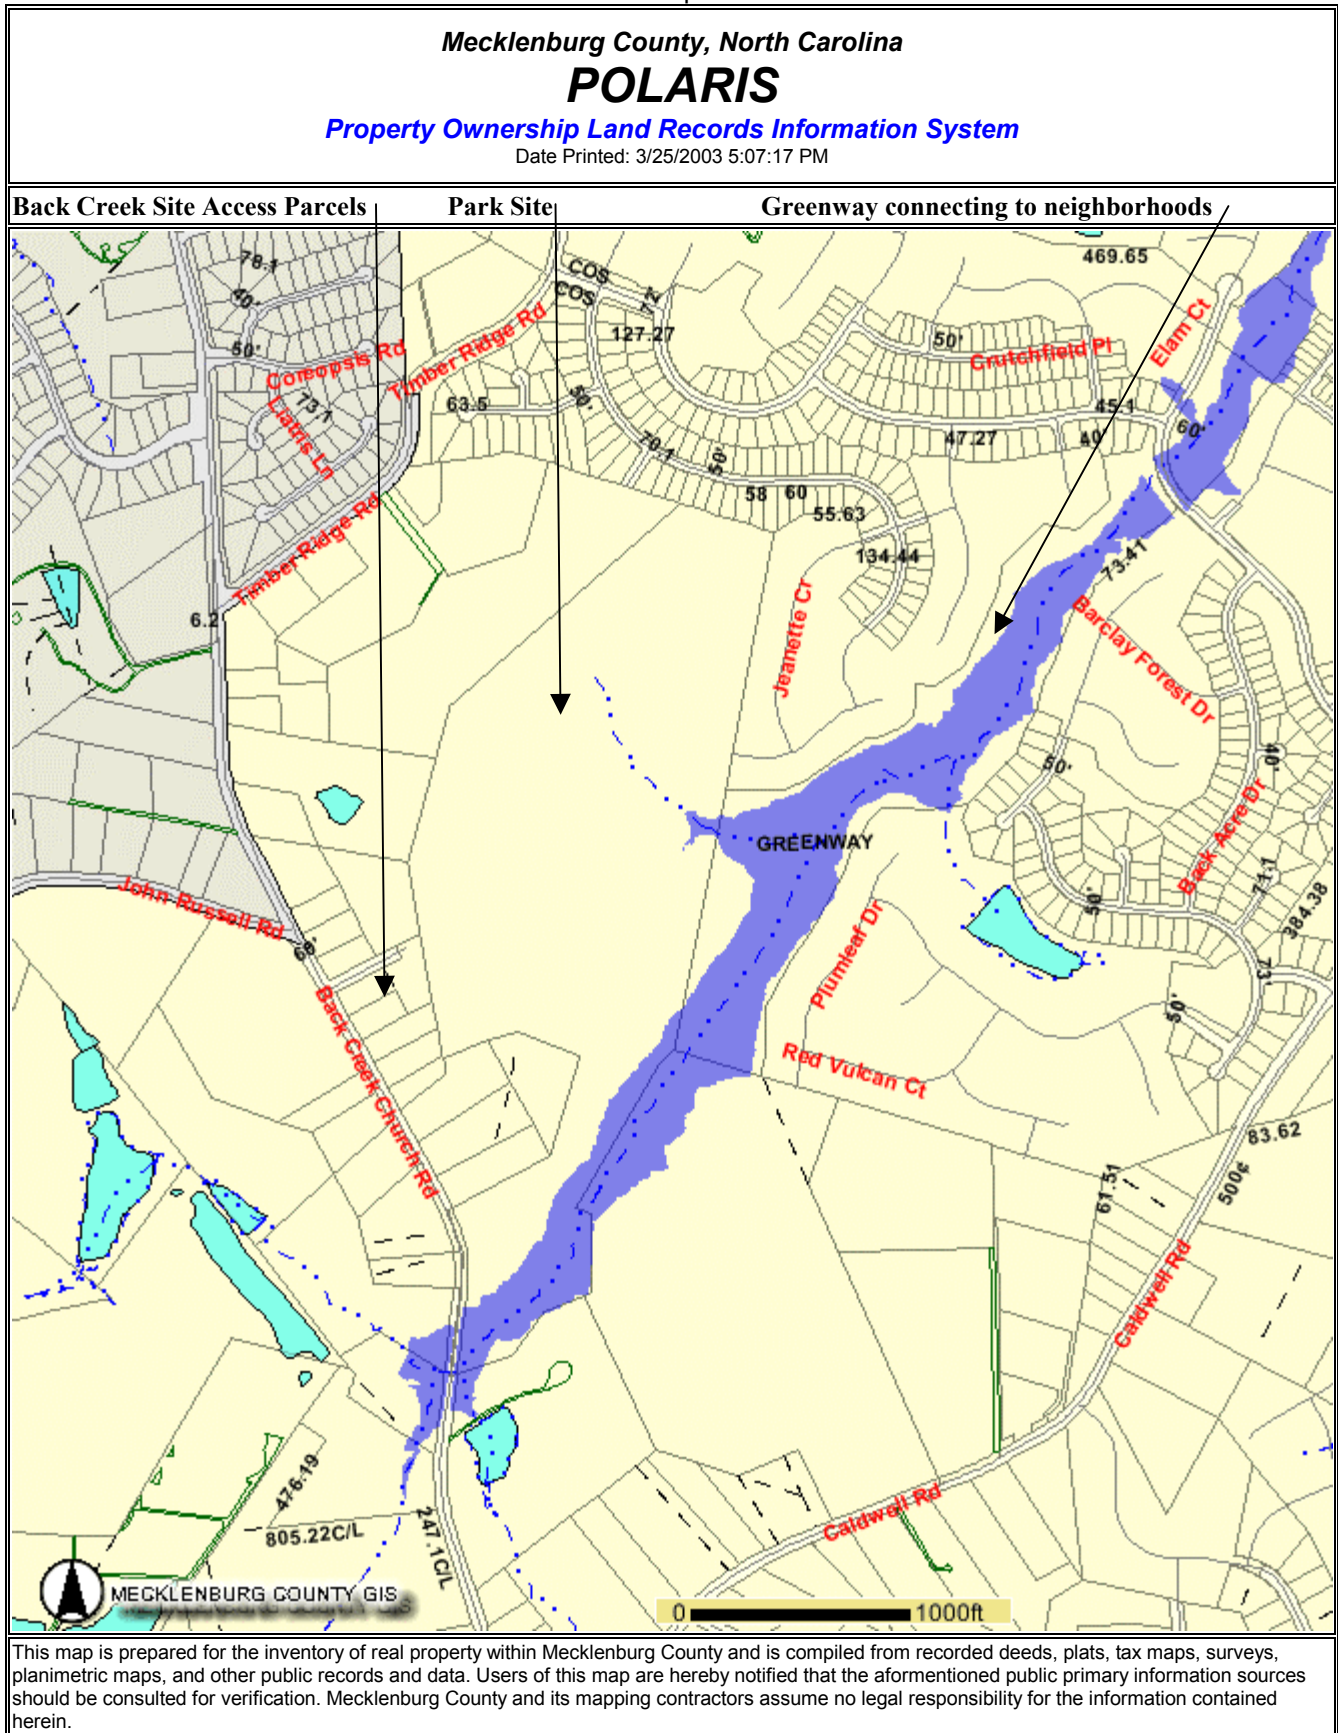 Mecklenburg County, North Carolina
POLARIS
Property Ownership Land Records Information System
Date Printed: 3/25/2003 5:07:17 PM
Back Creek Site Access Parcels
Park Site
Greenway connecting to neighborhoods
78.1
40'
50'
Coreopsis Rd
73.1
Liatris Ln
Timber Ridge Rd
Timber Ridge Rd
6.2
COS
COS
72'
127.27
63.5
50'
70.1
50'
58
60
55.63
134.44
469.65
Elam Ct
50'
Crutchfield Pl
45.1
47.27
40'
60'
73.41
Jeanette Cr
Barclay Forest Dr
50'
40'
Back Acre Dr
GREENWAY
71.1
384.38
50'
73'
50'
Plumleaf Dr
Red Vulcan Ct
John Russell Rd
60'
Back Creek Church Rd
83.62
61.51
Caldwell Rd
Caldwell Rd
476.19
805.22C/L
247.1C/L
MECKLENBURG COUNTY GIS
0
1000ft
This map is prepared for the inventory of real property within Mecklenburg County and is compiled from recorded deeds, plats, tax maps, surveys,
planimetric maps, and other public records and data. Users of this map are hereby notified that the aformentioned public primary information sources
should be consulted for verification. Mecklenburg County and its mapping contractors assume no legal responsibility for the information contained
herein.